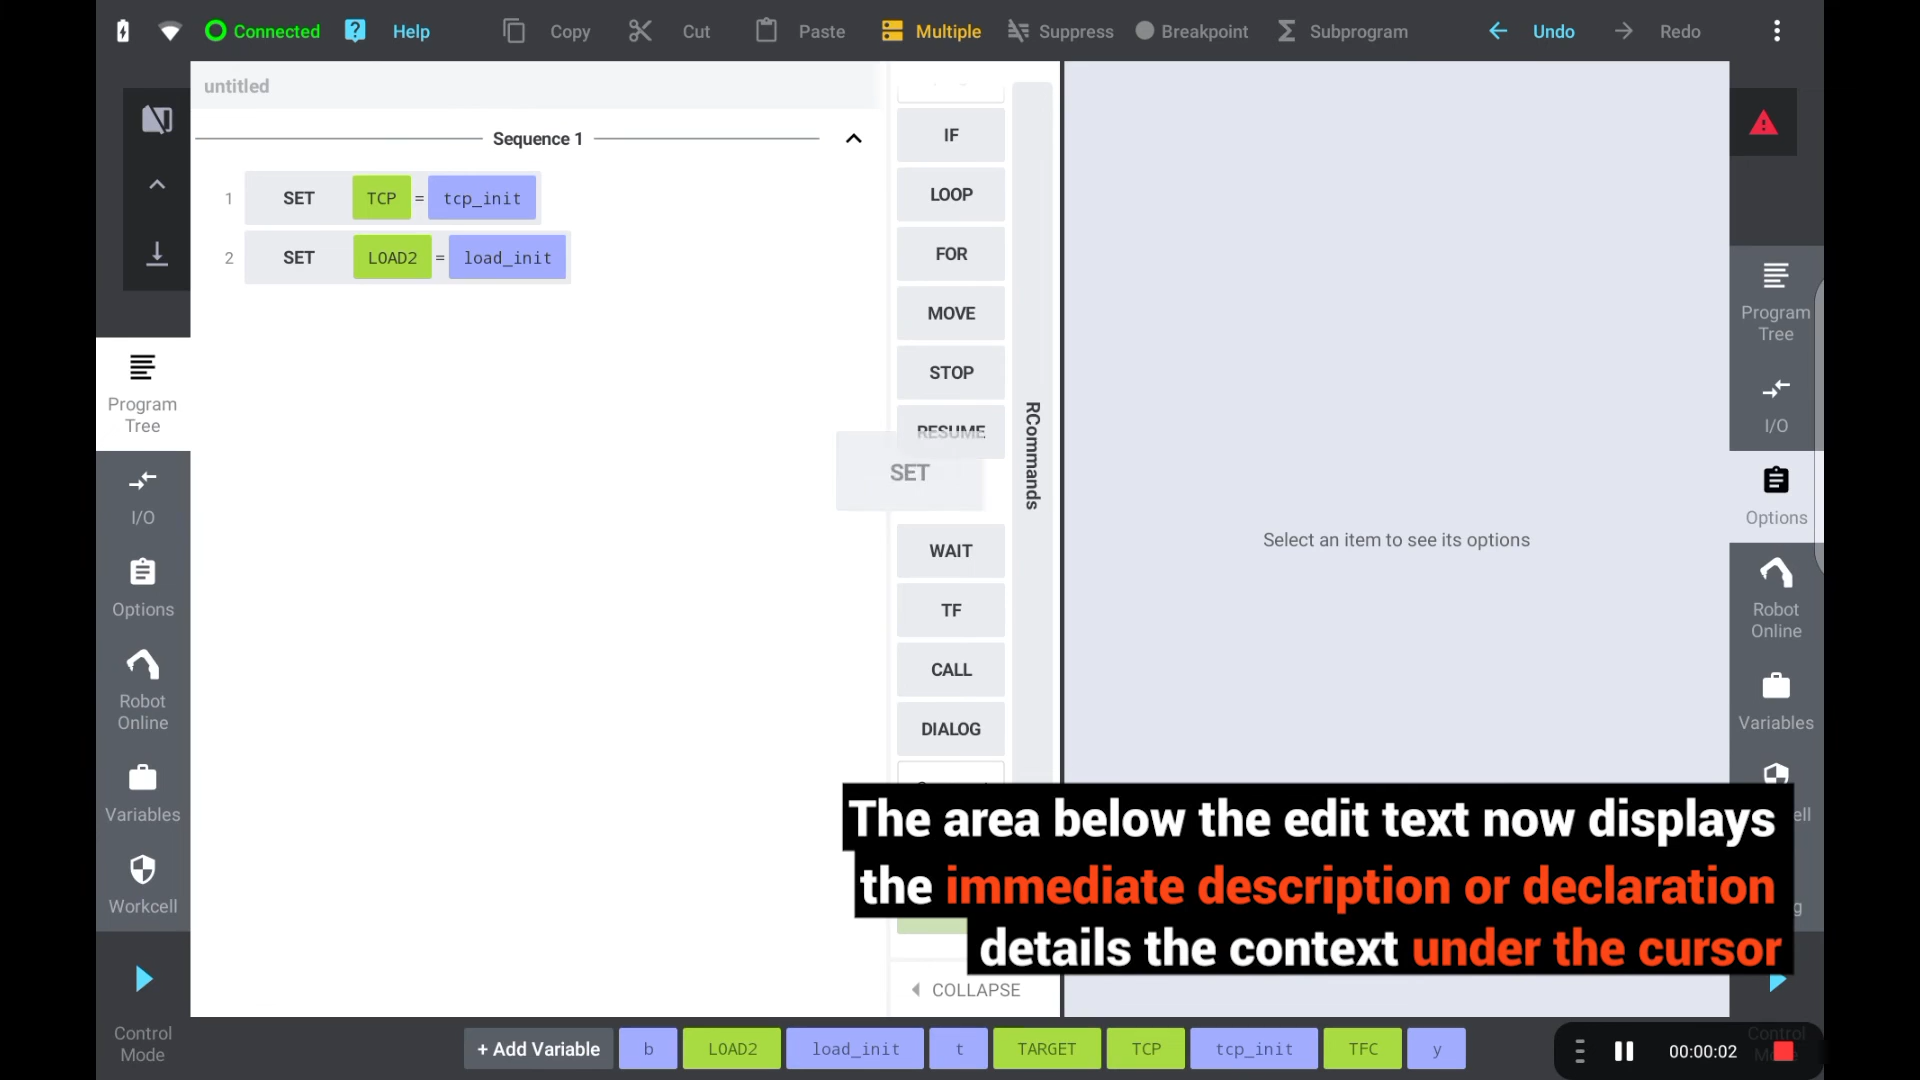 Connected
Help
Copy
Cut
Paste
Multiple
Suppress
Breakpoint
Subprogram
Undo
Redo
untitled
Sequence 1
1 SET TCP = tcp_init
2 SET LOAD2 = load_init
Program
Tree
I/O
Options
Robot
Online
Variables
Workcell
Control
Mode
IF
LOOP
FOR
MOVE
STOP
RESUME
SET
WAIT
TF
CALL
DIALOG
RCommands
COLLAPSE
Select an item to see its options
Program
Tree
I/O
Options
Robot
Online
Variables
The area below the edit text now displays
the immediate description or declaration
details the context under the cursor
+ Add Variable b LOAD2 load_init t TARGET TCP tcp_init TFC y
00:00:02